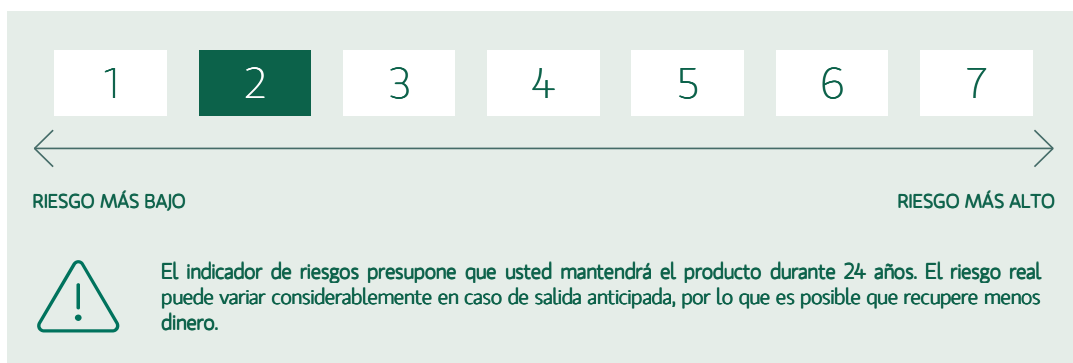 1 2 3 4 5 6 7
RIESGO MÁS BAJO RIESGO MÁS ALTO
El indicador de riesgos presupone que usted mantendrá el producto durante 24 años. El riesgo real
puede variar considerablemente en caso de salida anticipada, por lo que es posible que recupere menos
dinero.